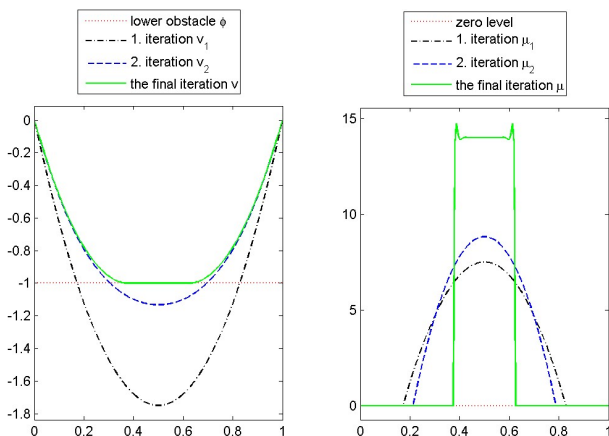 lower obstacle ϕ
1. iteration v₁
2. iteration v₂
the final iteration v
0
-0.2
-0.4
-0.6
-0.8
-1
-1.2
-1.4
-1.6
-1.8
0 0.2 0.4 0.6 0.8 1
zero level
1. iteration μ₁
2. iteration μ₂
the final iteration μ
15
10
5
0
0 0.2 0.4 0.6 0.8 1